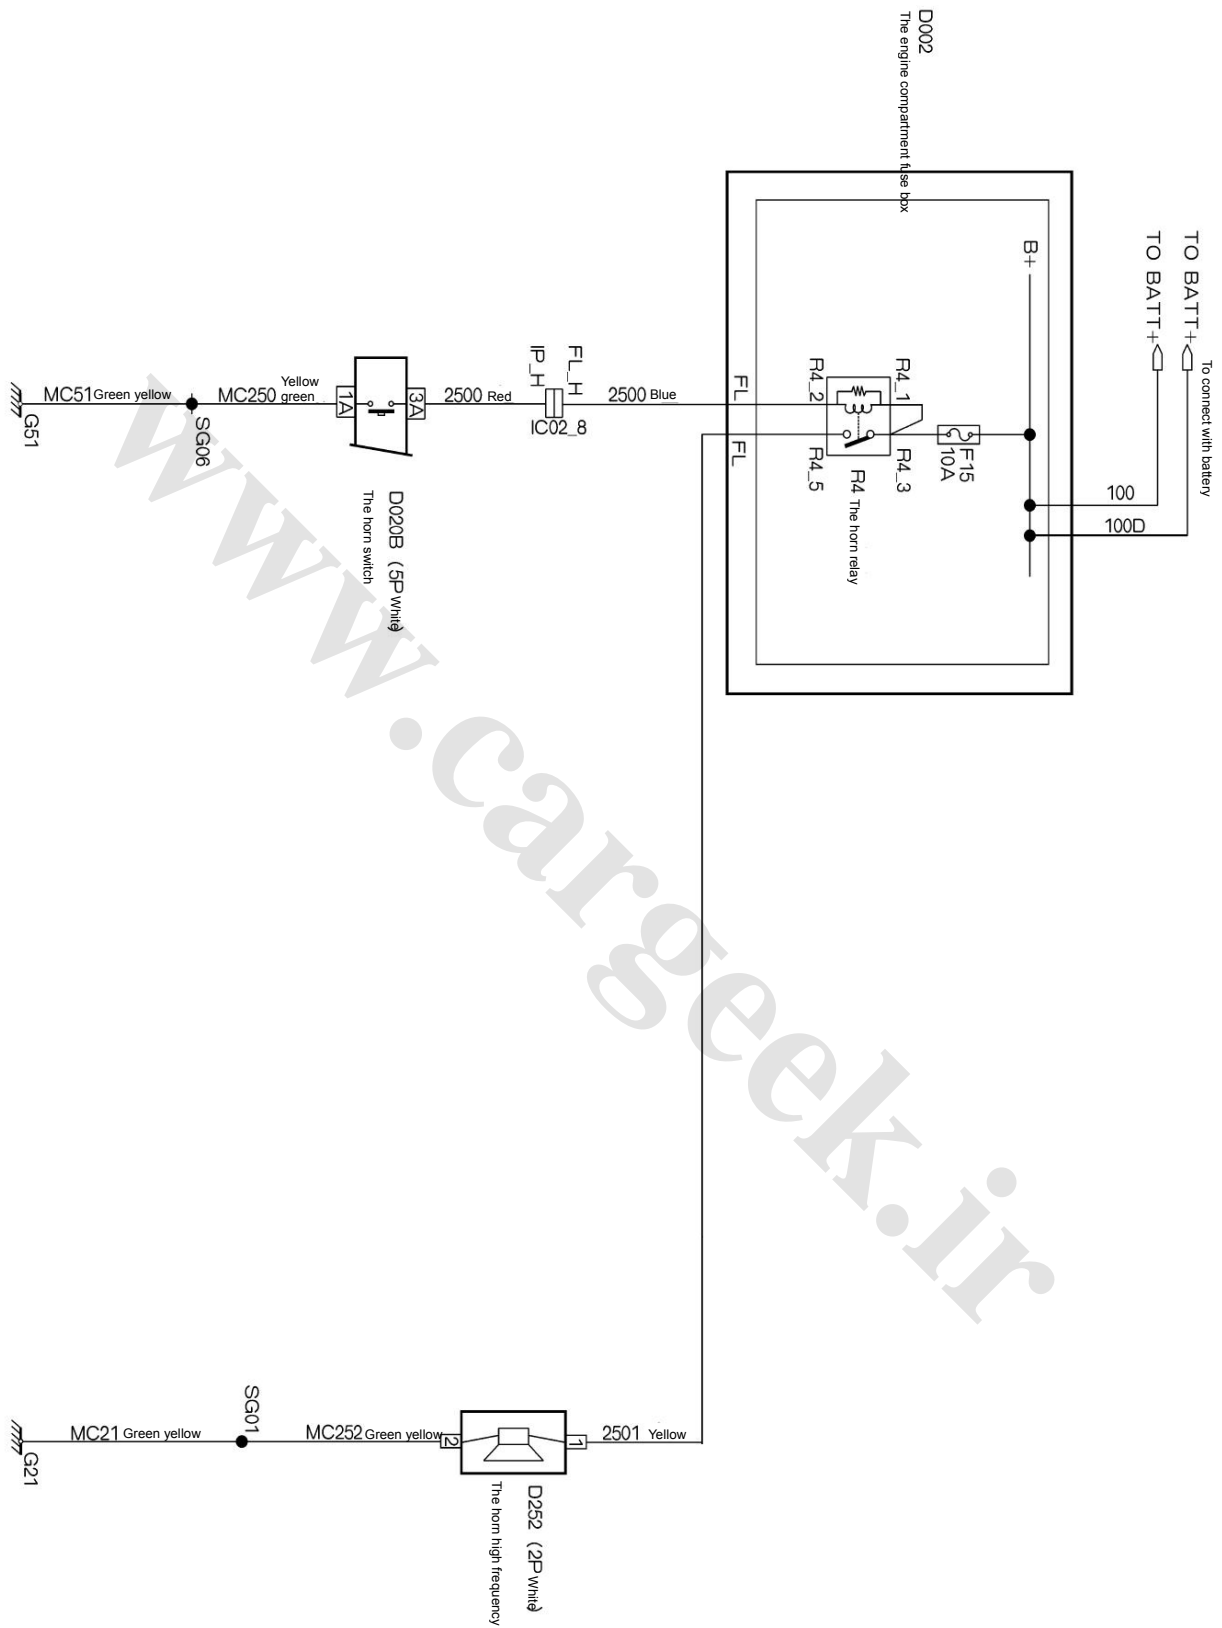 D002
The engine compartment fuse box
TO BATT+
TO BATT+
To connect with battery
B+
100
100D
F15
10A
R4_1
R4_2
R4_3
R4_5
R4 The horn relay
FL
FL
2500 Blue
FL_H
IP_H
IC02_8
2500 Red
3A
1A
D020B (5P White)
The horn switch
MC250
Yellow
green
SG06
MC51 Green yellow
G51
2501 Yellow
1
2
D252 (2P White)
The horn high frequency
MC252 Green yellow
SG01
MC21 Green yellow
G21
www.cargeek.ir